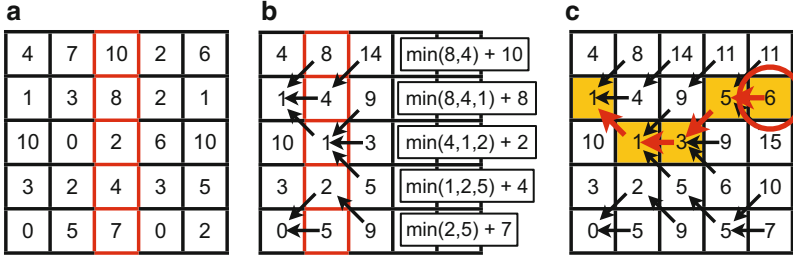 a b c
4 7 10 2 6
1 3 8 2 1
10 0 2 6 10
3 2 4 3 5
0 5 7 0 2
4 8 14 min(8,4) + 10
1 4 9 min(8,4,1) + 8
10 1 3 min(4,1,2) + 2
3 2 5 min(1,2,5) + 4
0 5 9 min(2,5) + 7
4 8 14 11 11
1 4 9 5 6
10 1 3 9 15
3 2 5 6 10
0 5 9 5 7